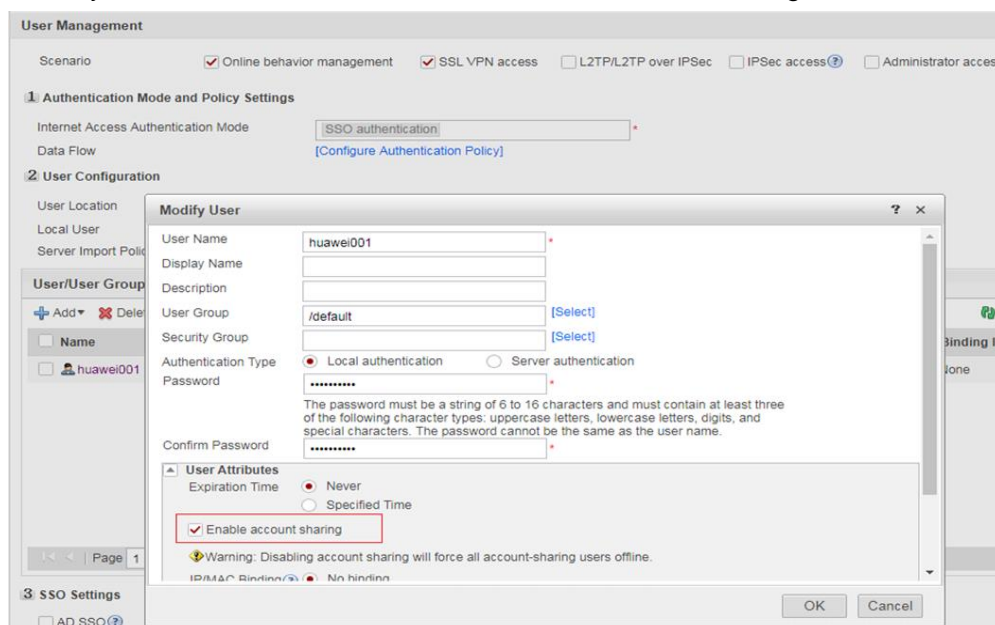 User Management
Scenario Online behavior management SSL VPN access L2TP/L2TP over IPSec IPSec access ? Administrator acces
1 Authentication Mode and Policy Settings
Internet Access Authentication Mode SSO authentication *
Data Flow [Configure Authentication Policy]
2 User Configuration
User Location
Local User
Server Import Polic
User/User Group
Add Dele
Name Binding I
huawei001 None
Page 1
3 SSO Settings
AD SSO ?
Modify User ? ×
User Name huawei001 *
Display Name
Description
User Group /default [Select]
Security Group [Select]
Authentication Type Local authentication Server authentication
Password •••••••••• *
The password must be a string of 6 to 16 characters and must contain at least three
of the following character types: uppercase letters, lowercase letters, digits, and
special characters. The password cannot be the same as the user name.
Confirm Password •••••••••• *
User Attributes
Expiration Time Never
Specified Time
Enable account sharing
Warning: Disabling account sharing will force all account-sharing users offline.
IP/MAC Binding ? No binding
OK Cancel